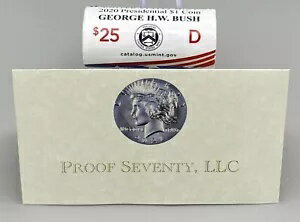 2020 Presidential $1 Coin
GEORGE H.W. BUSH
$25 D
catalog.usmint.gov
PROOF SEVENTY, LLC